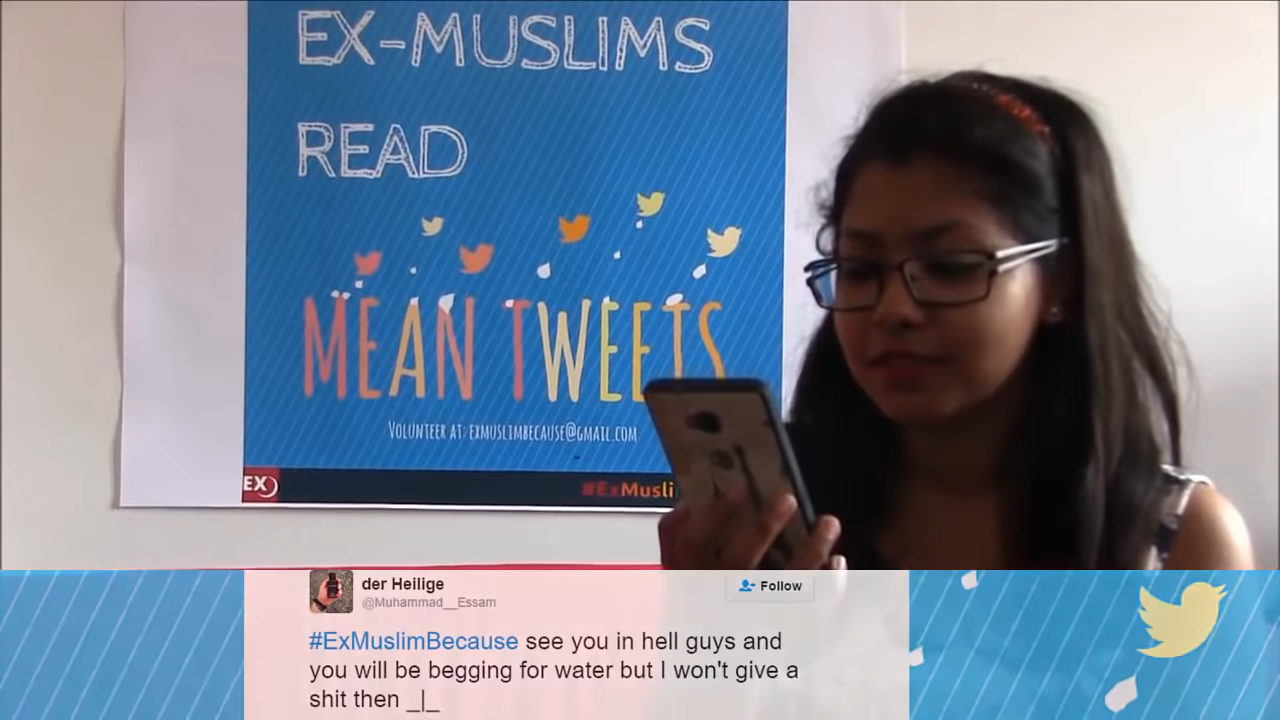 EX-MUSLIMS
READ
MEAN TWEETS
VOLUNTEER AT: EXMUSLIMBECAUSE@GMAIL.COM
EX
#ExMusli
der Heilige
@Muhammad__Essam
Follow
#ExMuslimBecause see you in hell guys and
you will be begging for water but I won't give a
shit then _|_